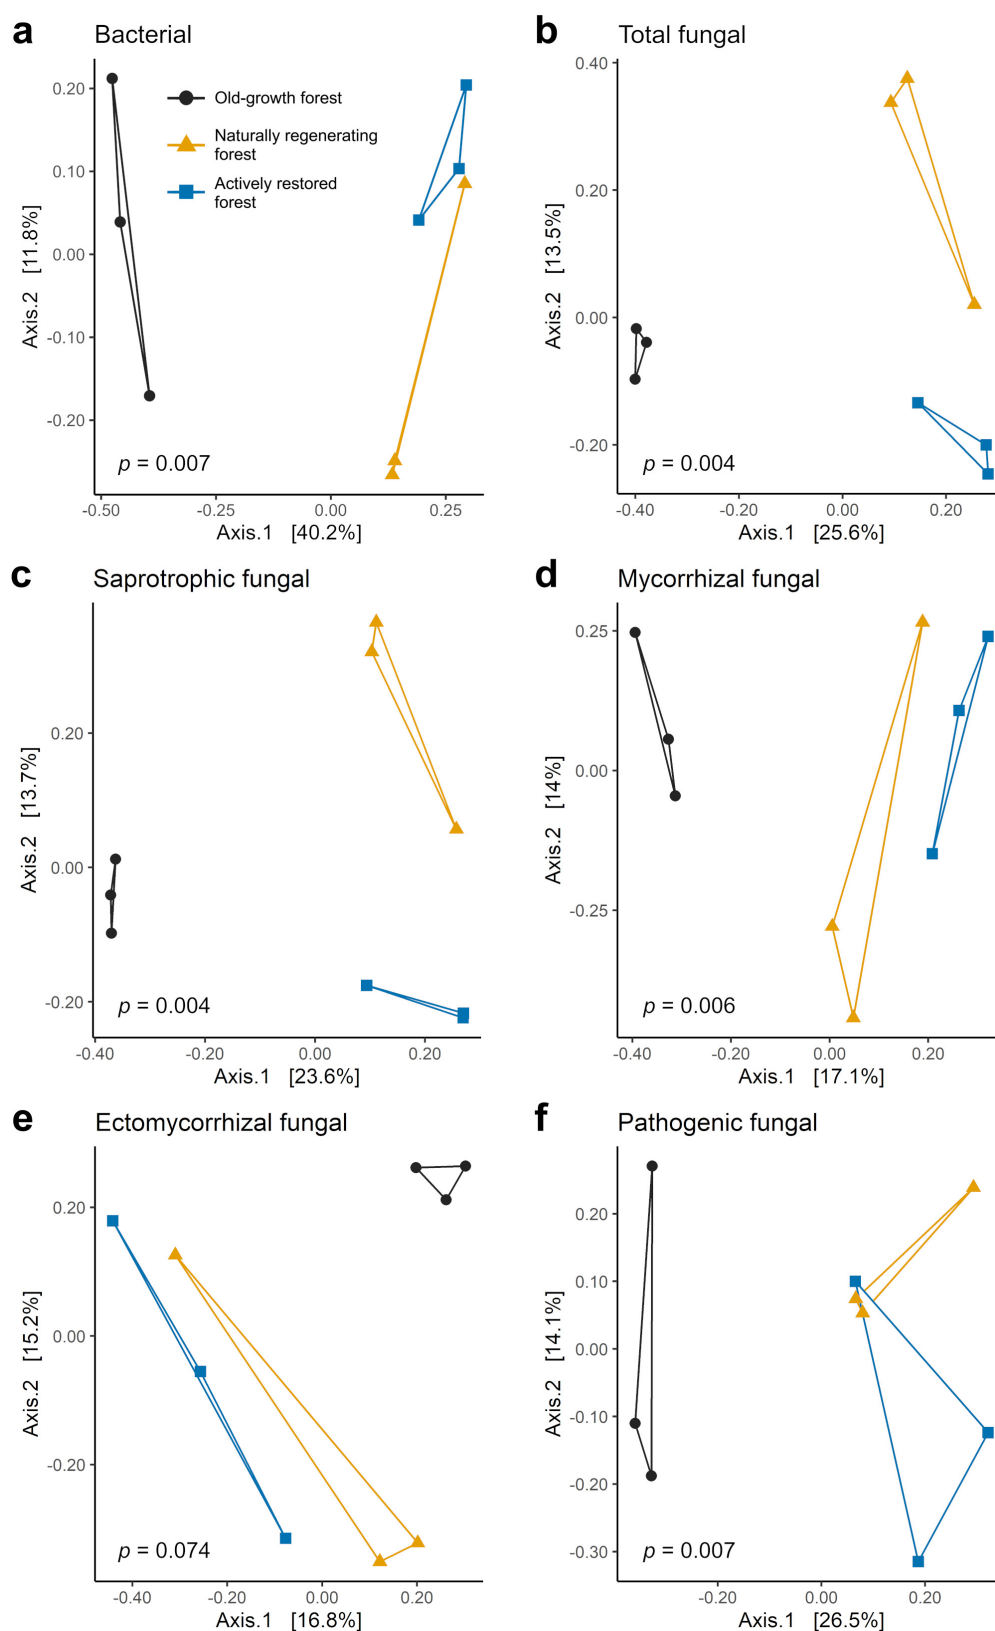 a Bacterial
0.20
0.10
0.00
-0.10
-0.20
Axis.2 [11.8%]
Old-growth forest
Naturally regenerating
forest
Actively restored
forest
p = 0.007
-0.50 -0.25 0.00 0.25
Axis.1 [40.2%]
b Total fungal
0.40
0.20
0.00
-0.20
Axis.2 [13.5%]
p = 0.004
-0.40 -0.20 0.00 0.20
Axis.1 [25.6%]
c Saprotrophic fungal
0.20
0.00
-0.20
Axis.2 [13.7%]
p = 0.004
-0.40 -0.20 0.00 0.20
Axis.1 [23.6%]
d Mycorrhizal fungal
0.25
0.00
-0.25
Axis.2 [14%]
p = 0.006
-0.40 -0.20 0.00 0.20
Axis.1 [17.1%]
e Ectomycorrhizal fungal
0.20
0.00
-0.20
Axis.2 [15.2%]
p = 0.074
-0.40 -0.20 0.00 0.20
Axis.1 [16.8%]
f Pathogenic fungal
0.20
0.10
0.00
-0.10
-0.20
-0.30
Axis.2 [14.1%]
p = 0.007
-0.20 0.00 0.20
Axis.1 [26.5%]